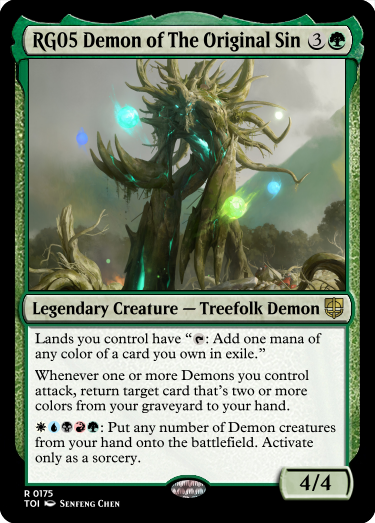 RG05 Demon of The Original Sin 3
Legendary Creature — Treefolk Demon
Lands you control have “: Add one mana of
any color of a card you own in exile.”
Whenever one or more Demons you control
attack, return target card that's two or more
colors from your graveyard to your hand.
: Put any number of Demon creatures
from your hand onto the battlefield. Activate
only as a sorcery.
4/4
R 0175
TOI SENFENG CHEN